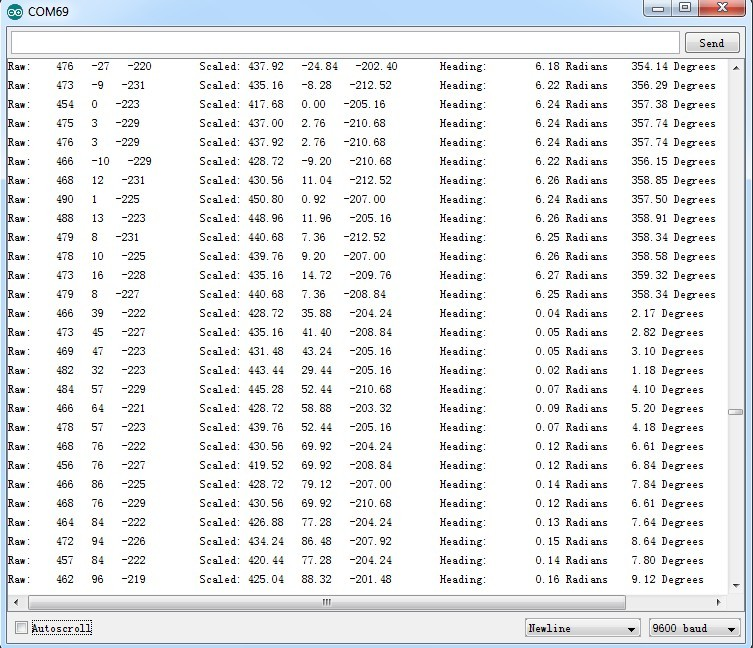 COM69
Send
Raw: 476 -27 -220 Scaled: 437.92 -24.84 -202.40 Heading: 6.18 Radians 354.14 Degrees
Raw: 473 -9 -231 Scaled: 435.16 -8.28 -212.52 Heading: 6.22 Radians 356.29 Degrees
Raw: 454 0 -223 Scaled: 417.68 0.00 -205.16 Heading: 6.24 Radians 357.38 Degrees
Raw: 475 3 -229 Scaled: 437.00 2.76 -210.68 Heading: 6.24 Radians 357.74 Degrees
Raw: 476 3 -229 Scaled: 437.92 2.76 -210.68 Heading: 6.24 Radians 357.74 Degrees
Raw: 466 -10 -229 Scaled: 428.72 -9.20 -210.68 Heading: 6.22 Radians 356.15 Degrees
Raw: 468 12 -231 Scaled: 430.56 11.04 -212.52 Heading: 6.26 Radians 358.85 Degrees
Raw: 490 1 -225 Scaled: 450.80 0.92 -207.00 Heading: 6.24 Radians 357.50 Degrees
Raw: 488 13 -223 Scaled: 448.96 11.96 -205.16 Heading: 6.26 Radians 358.91 Degrees
Raw: 479 8 -231 Scaled: 440.68 7.36 -212.52 Heading: 6.25 Radians 358.34 Degrees
Raw: 478 10 -225 Scaled: 439.76 9.20 -207.00 Heading: 6.26 Radians 358.58 Degrees
Raw: 473 16 -228 Scaled: 435.16 14.72 -209.76 Heading: 6.27 Radians 359.32 Degrees
Raw: 479 8 -227 Scaled: 440.68 7.36 -208.84 Heading: 6.25 Radians 358.34 Degrees
Raw: 466 39 -222 Scaled: 428.72 35.88 -204.24 Heading: 0.04 Radians 2.17 Degrees
Raw: 473 45 -227 Scaled: 435.16 41.40 -208.84 Heading: 0.05 Radians 2.82 Degrees
Raw: 469 47 -223 Scaled: 431.48 43.24 -205.16 Heading: 0.05 Radians 3.10 Degrees
Raw: 482 32 -223 Scaled: 443.44 29.44 -205.16 Heading: 0.02 Radians 1.18 Degrees
Raw: 484 57 -229 Scaled: 445.28 52.44 -210.68 Heading: 0.07 Radians 4.10 Degrees
Raw: 466 64 -221 Scaled: 428.72 58.88 -203.32 Heading: 0.09 Radians 5.20 Degrees
Raw: 478 57 -223 Scaled: 439.76 52.44 -205.16 Heading: 0.07 Radians 4.18 Degrees
Raw: 468 76 -222 Scaled: 430.56 69.92 -204.24 Heading: 0.12 Radians 6.61 Degrees
Raw: 456 76 -227 Scaled: 419.52 69.92 -208.84 Heading: 0.12 Radians 6.84 Degrees
Raw: 466 86 -225 Scaled: 428.72 79.12 -207.00 Heading: 0.14 Radians 7.84 Degrees
Raw: 468 76 -229 Scaled: 430.56 69.92 -210.68 Heading: 0.12 Radians 6.61 Degrees
Raw: 464 84 -222 Scaled: 426.88 77.28 -204.24 Heading: 0.13 Radians 7.64 Degrees
Raw: 472 94 -226 Scaled: 434.24 86.48 -207.92 Heading: 0.15 Radians 8.64 Degrees
Raw: 457 84 -222 Scaled: 420.44 77.28 -204.24 Heading: 0.14 Radians 7.80 Degrees
Raw: 462 96 -219 Scaled: 425.04 88.32 -201.48 Heading: 0.16 Radians 9.12 Degrees
Autoscroll
Newline
9600 baud